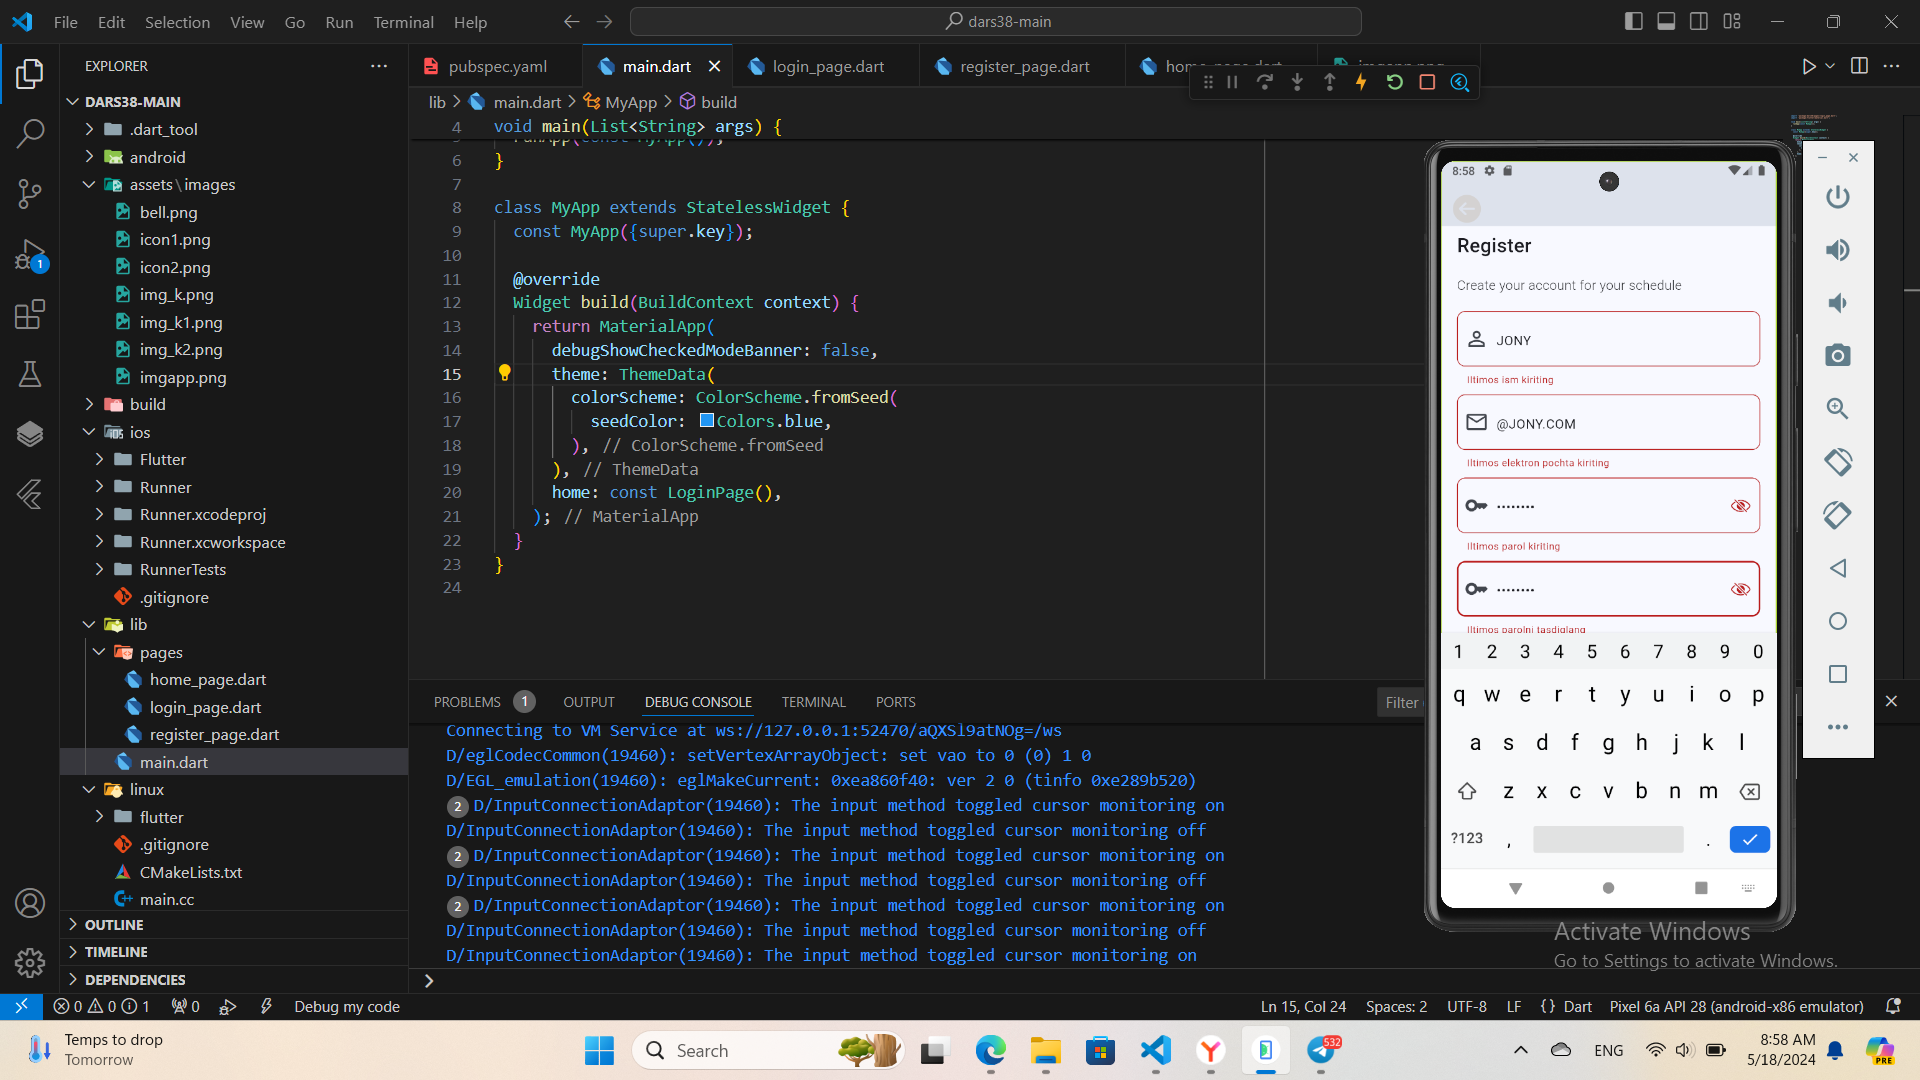 File Edit Selection View Go Run Terminal Help
dars38-main
EXPLORER
DARS38-MAIN
.dart_tool
android
assets\images
bell.png
icon1.png
icon2.png
img_k.png
img_k1.png
img_k2.png
imgapp.png
build
ios
Flutter
Runner
Runner.xcodeproj
Runner.xcworkspace
RunnerTests
.gitignore
lib
pages
home_page.dart
login_page.dart
register_page.dart
main.dart
linux
flutter
.gitignore
CMakeLists.txt
main.cc
OUTLINE
TIMELINE
DEPENDENCIES
1
pubspec.yaml main.dart login_page.dart register_page.dart home_page.dart imgapp.png
lib > main.dart > MyApp > build
4 void main(List<String> args) {
5 runApp(const MyApp());
6 }
7
8 class MyApp extends StatelessWidget {
9 const MyApp({super.key});
10
11 @override
12 Widget build(BuildContext context) {
13 return MaterialApp(
14 debugShowCheckedModeBanner: false,
15 theme: ThemeData(
16 colorScheme: ColorScheme.fromSeed(
17 seedColor: Colors.blue,
18 ), // ColorScheme.fromSeed
19 ), // ThemeData
20 home: const LoginPage(),
21 ); // MaterialApp
22 }
23 }
24
PROBLEMS 1 OUTPUT DEBUG CONSOLE TERMINAL PORTS
Filter
Connecting to VM Service at ws://127.0.0.1:52470/aQXSl9atNOg=/ws
D/eglCodecCommon(19460): setVertexArrayObject: set vao to 0 (0) 1 0
D/EGL_emulation(19460): eglMakeCurrent: 0xea860f40: ver 2 0 (tinfo 0xe289b520)
2 D/InputConnectionAdaptor(19460): The input method toggled cursor monitoring on
D/InputConnectionAdaptor(19460): The input method toggled cursor monitoring off
2 D/InputConnectionAdaptor(19460): The input method toggled cursor monitoring on
D/InputConnectionAdaptor(19460): The input method toggled cursor monitoring off
2 D/InputConnectionAdaptor(19460): The input method toggled cursor monitoring on
D/InputConnectionAdaptor(19460): The input method toggled cursor monitoring off
D/InputConnectionAdaptor(19460): The input method toggled cursor monitoring on
8:58
Register
Create your account for your schedule
JONY
Iltimos ism kiriting
@JONY.COM
Iltimos elektron pochta kiriting
••••••••
Iltimos parol kiriting
••••••••
Iltimos parolni tasdiqlang
1 2 3 4 5 6 7 8 9 0
q w e r t y u i o p
a s d f g h j k l
z x c v b n m
?123 , .
Activate Windows
Go to Settings to activate Windows.
0 0 1 0 Debug my code
Ln 15, Col 24 Spaces: 2 UTF-8 LF {} Dart Pixel 6a API 28 (android-x86 emulator)
Temps to drop
Tomorrow
Search
532
ENG
8:58 AM
5/18/2024
PRE